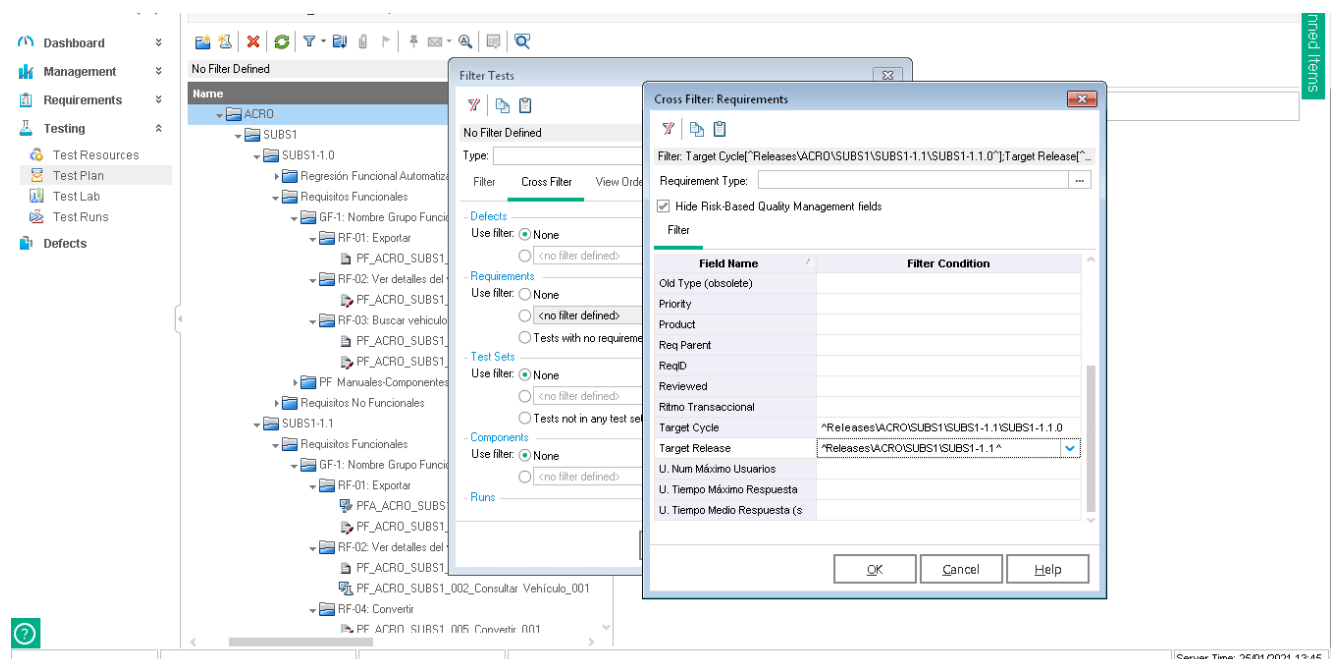 Dashboard
Management
Requirements
Testing
Test Resources
Test Plan
Test Lab
Test Runs
Defects
No Filter Defined
Name
ACRO
SUBS1
SUBS1-1.0
Regresión Funcional Automatiza
Requisitos Funcionales
GF-1: Nombre Grupo Funcio
RF-01: Exportar
PF_ACRO_SUBS1_
RF-02: Ver detalles del
PF_ACRO_SUBS1_
RF-03: Buscar vehiculo
PF_ACRO_SUBS1_
PF_ACRO_SUBS1_
PF Manuales-Componentes
Requisitos No Funcionales
SUBS1-1.1
Requisitos Funcionales
GF-1: Nombre Grupo Funcio
RF-01: Exportar
PFA_ACRO_SUBS1
PF_ACRO_SUBS1_
RF-02: Ver detalles del
PF_ACRO_SUBS1_
PF_ACRO_SUBS1_002_Consultar Vehículo_001
RF-04: Convertir
PF_ACRO_SUBS1_005_Convertir_001
Filter Tests
No Filter Defined
Type:
Filter Cross Filter View Orde
Defects
Use filter: None
<no filter defined>
Requirements
Use filter: None
<no filter defined>
Tests with no requireme
Test Sets
Use filter: None
<no filter defined>
Tests not in any test set
Components
Use filter: None
<no filter defined>
Runs
Cross Filter: Requirements
Filter: Target Cycle[^Releases\ACRO\SUBS1\SUBS1-1.1\SUBS1-1.1.0^];Target Release[^...
Requirement Type: ...
Hide Risk-Based Quality Management fields
Filter
Field Name Filter Condition
Old Type (obsolete)
Priority
Product
Req Parent
ReqID
Reviewed
Ritmo Transaccional
Target Cycle ^Releases\ACRO\SUBS1\SUBS1-1.1\SUBS1-1.1.0
Target Release ^Releases\ACRO\SUBS1\SUBS1-1.1^
U. Num Máximo Usuarios
U. Tiempo Máximo Respuesta
U. Tiempo Medio Respuesta (s
OK Cancel Help
nned Items
?
Server Time: 25/01/2021 13:45